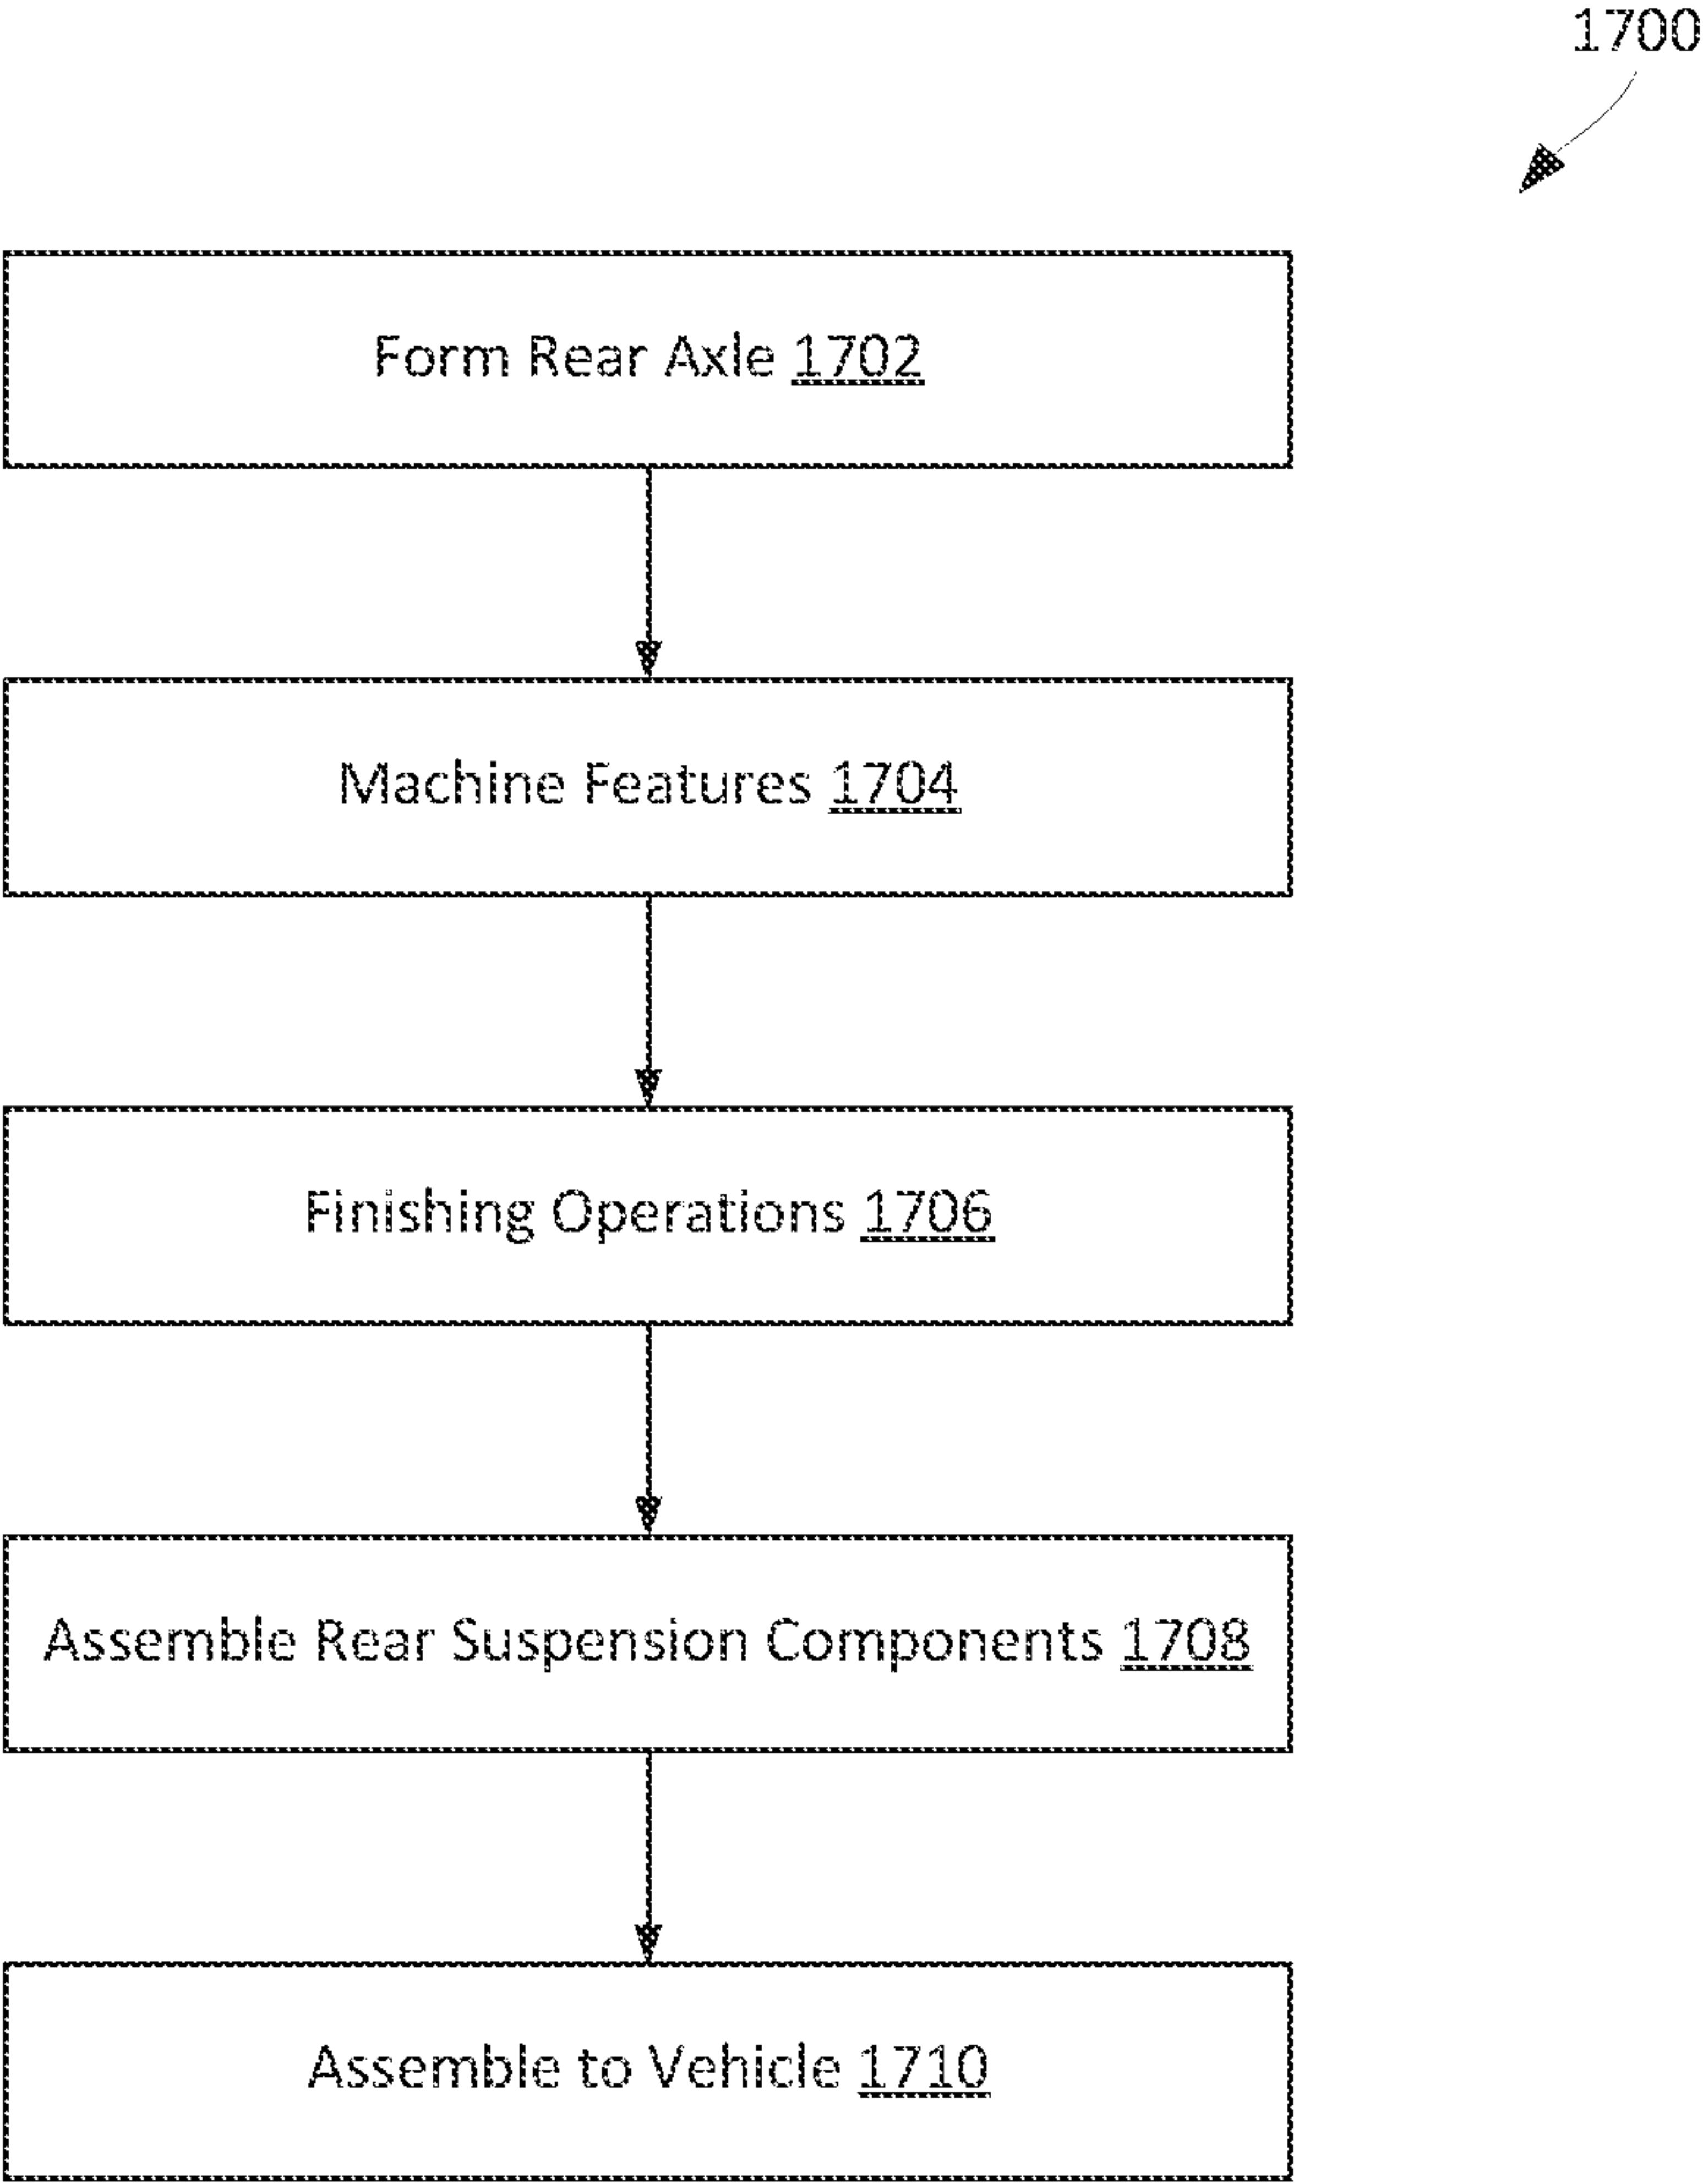 1700
Form Rear Axle 1702
Machine Features 1704
Finishing Operations 1706
Assemble Rear Suspension Components 1708
Assemble to Vehicle 1710